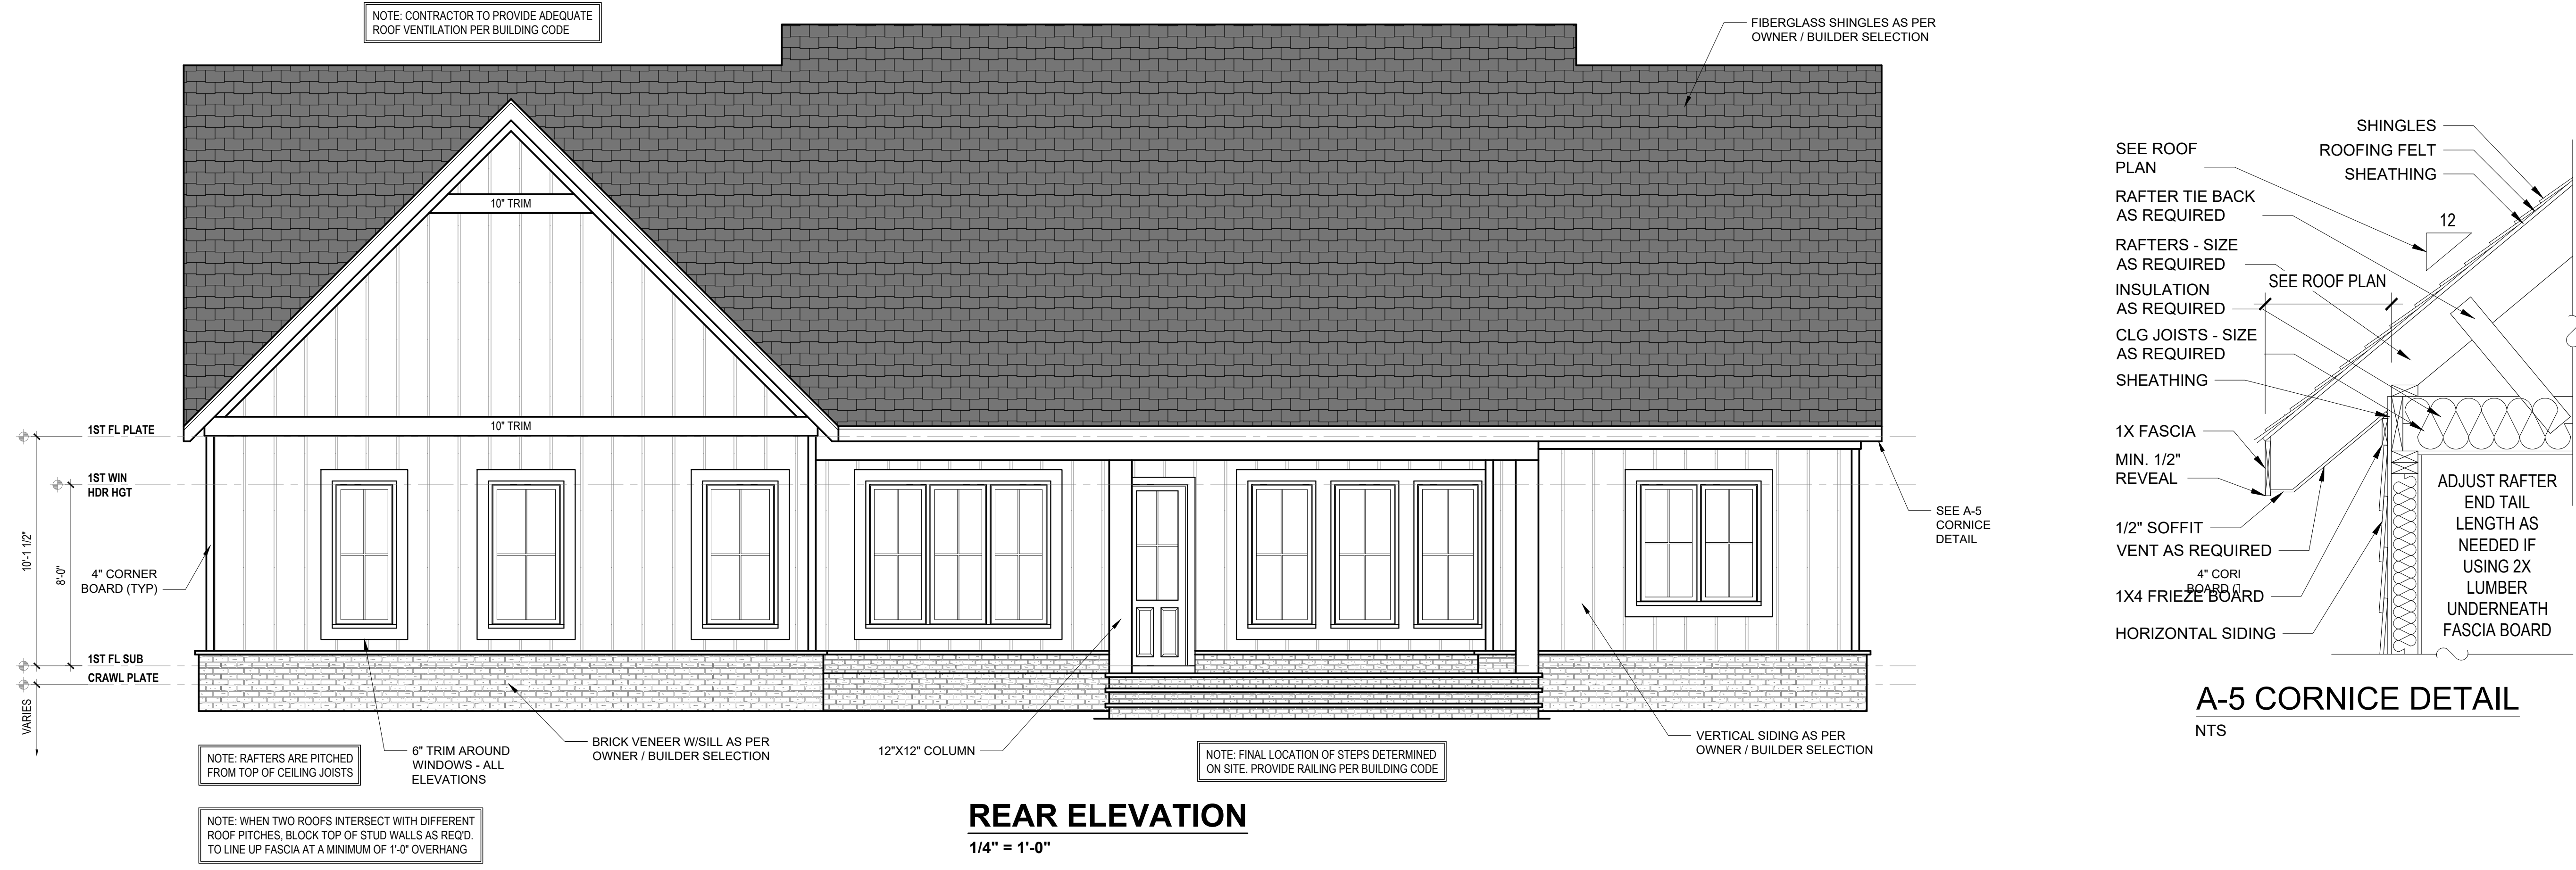 NOTE: CONTRACTOR TO PROVIDE ADEQUATE
ROOF VENTILATION PER BUILDING CODE
FIBERGLASS SHINGLES AS PER
OWNER / BUILDER SELECTION
10" TRIM
10" TRIM
1ST FL PLATE
1ST WIN
HDR HGT
10'-1 1/2"
8'-0"
4" CORNER
BOARD (TYP)
1ST FL SUB
CRAWL PLATE
VARIES
SEE A-5
CORNICE
DETAIL
NOTE: RAFTERS ARE PITCHED
FROM TOP OF CEILING JOISTS
6" TRIM AROUND
WINDOWS - ALL
ELEVATIONS
BRICK VENEER W/SILL AS PER
OWNER / BUILDER SELECTION
12"X12" COLUMN
NOTE: FINAL LOCATION OF STEPS DETERMINED
ON SITE. PROVIDE RAILING PER BUILDING CODE
VERTICAL SIDING AS PER
OWNER / BUILDER SELECTION
NOTE: WHEN TWO ROOFS INTERSECT WITH DIFFERENT
ROOF PITCHES, BLOCK TOP OF STUD WALLS AS REQ'D.
TO LINE UP FASCIA AT A MINIMUM OF 1'-0" OVERHANG
REAR ELEVATION
1/4" = 1'-0"
SHINGLES
ROOFING FELT
SHEATHING
SEE ROOF
PLAN
RAFTER TIE BACK
AS REQUIRED
12
RAFTERS - SIZE
AS REQUIRED
SEE ROOF PLAN
INSULATION
AS REQUIRED
CLG JOISTS - SIZE
AS REQUIRED
SHEATHING
1X FASCIA
MIN. 1/2"
REVEAL
1/2" SOFFIT
VENT AS REQUIRED
4" CORI
BOARD (T
1X4 FRIEZE BOARD
HORIZONTAL SIDING
ADJUST RAFTER
END TAIL
LENGTH AS
NEEDED IF
USING 2X
LUMBER
UNDERNEATH
FASCIA BOARD
A-5 CORNICE DETAIL
NTS